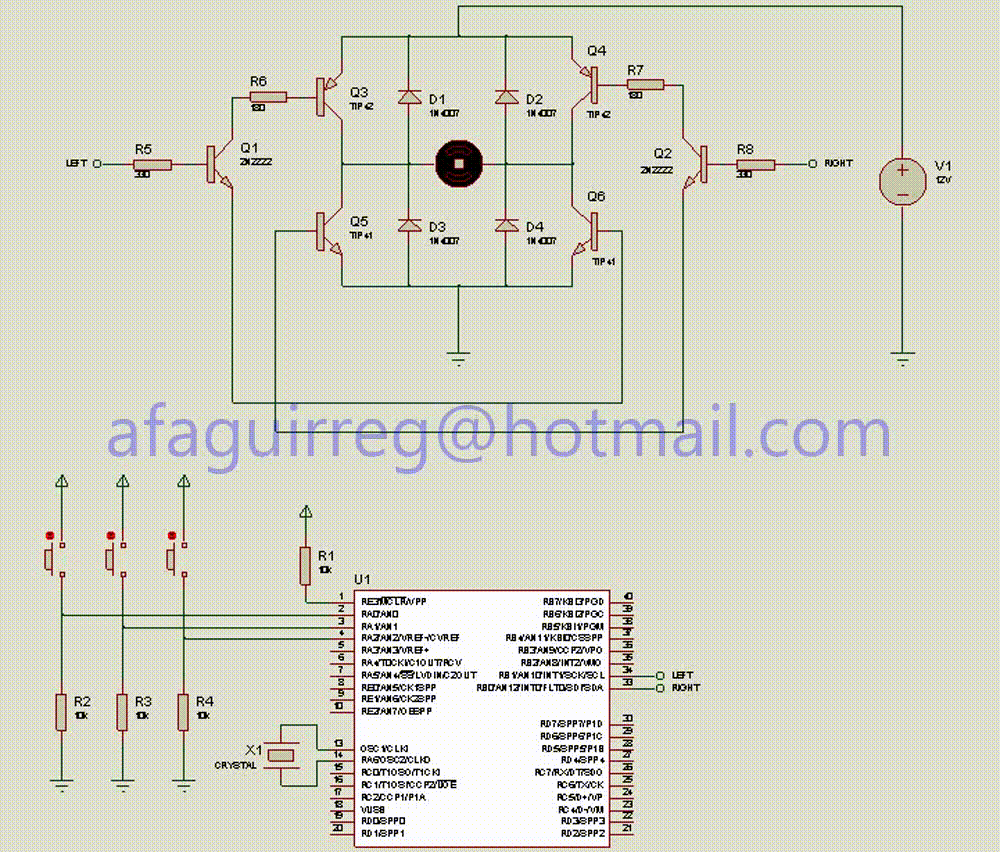 Q4
R7
R6
Q3
TIP42
D1
1N4007
D2
1N4007
TIP42
180
180
LEFT
R5
330
Q1
2N2222
Q2
2N2222
R8
330
RIGHT
V1
12V
Q5
TIP41
D3
1N4007
D4
1N4007
Q6
TIP41
afaguirreg@hotmail.com
R1
10k
U1
1 RE3/MCLR/VPP
2 RA0/AN0
3 RA1/AN1
4 RA2/AN2/VREF-/CVREF
5 RA3/AN3/VREF+
6 RA4/T0CKI/C1OUT/RCV
7 RA5/AN4/SS/LVDIN/C2OUT
8 RE0/AN5/CK1SPP
9 RE1/AN6/CK2SPP
10 RE2/AN7/OESPP
13 OSC1/CLKI
14 RA6/OSC2/CLKO
15 RC0/T1OSO/T1CKI
16 RC1/T1OSI/CCP2/UOE
17 RC2/CCP1/P1A
18 VUSB
19 RD0/SPP0
20 RD1/SPP1
RB7/KBI3/PGD 40
RB6/KBI2/PGC 39
RB5/KBI1/PGM 38
RB4/AN11/KBI0/CSSPP 37
RB3/AN9/CCP2/VPO 36
RB2/AN8/INT2/VMO 35
RB1/AN10/INT1/SCK/SCL 34
RB0/AN12/INT0/FLT0/SDI/SDA 33
RD7/SPP7/P1D 30
RD6/SPP6/P1C 29
RD5/SPP5/P1B 28
RD4/SPP4 27
RC7/RX/DT/SDO 26
RC6/TX/CK 25
RC5/D+/VP 24
RC4/D-/VM 23
RD3/SPP3 22
RD2/SPP2 21
LEFT
RIGHT
R2
10k
R3
10k
R4
10k
X1
CRYSTAL